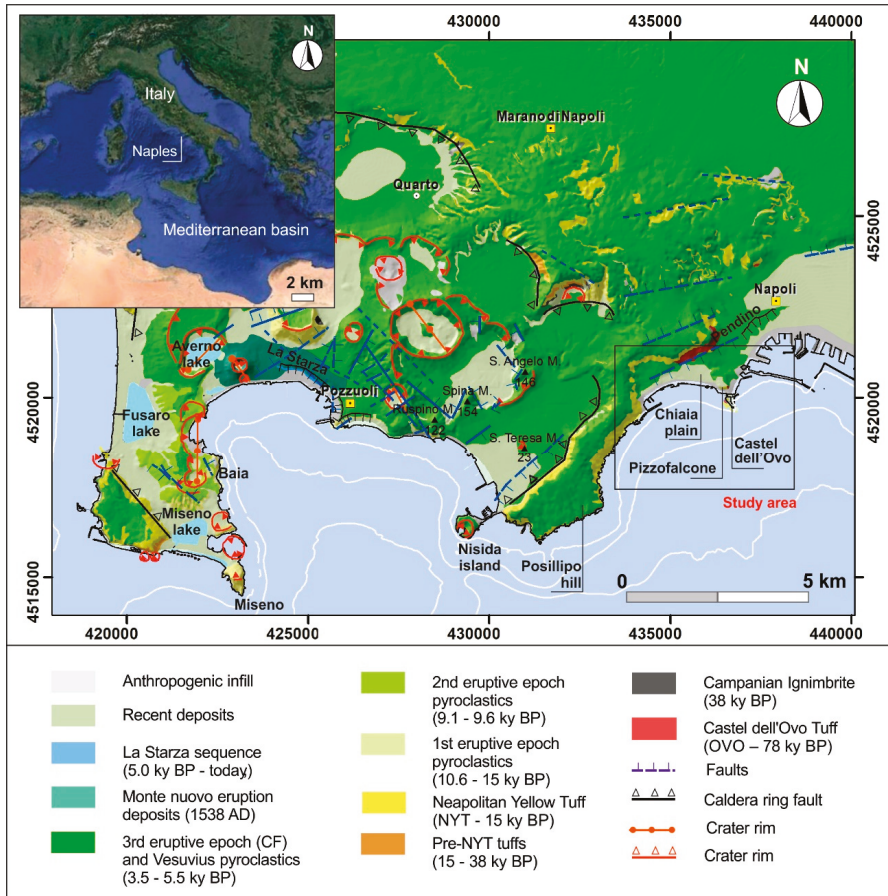 430000
435000
440000
N
Italy
Naples
Mediterranean basin
2 km
N
Marano di Napoli
Quarto
4525000
45250000
Napoli
Pendino
Averno
lake
La Starza
S. Angelo M.
146
Pozzuoli
Spina M.
154
Ruspino M.
122
4520000
4520000
Fusaro
lake
S. Teresa M.
23
Chiaia
plain
Castel
dell'Ovo
Pizzofalcone
Baia
Study area
Miseno
lake
Nisida
island
Posillipo
hill
0
5 km
4515000
4515000
Miseno
420000
425000
430000
435000
440000
Anthropogenic infill
Recent deposits
La Starza sequence
(5.0 ky BP - today)
Monte nuovo eruption
deposits (1538 AD)
3rd eruptive epoch (CF)
and Vesuvius pyroclastics
(3.5 - 5.5 ky BP)
2nd eruptive epoch
pyroclastics
(9.1 - 9.6 ky BP)
1st eruptive epoch
pyroclastics
(10.6 - 15 ky BP)
Neapolitan Yellow Tuff
(NYT - 15 ky BP)
Pre-NYT tuffs
(15 - 38 ky BP)
Campanian Ignimbrite
(38 ky BP)
Castel dell'Ovo Tuff
(OVO – 78 ky BP)
Faults
Caldera ring fault
Crater rim
Crater rim